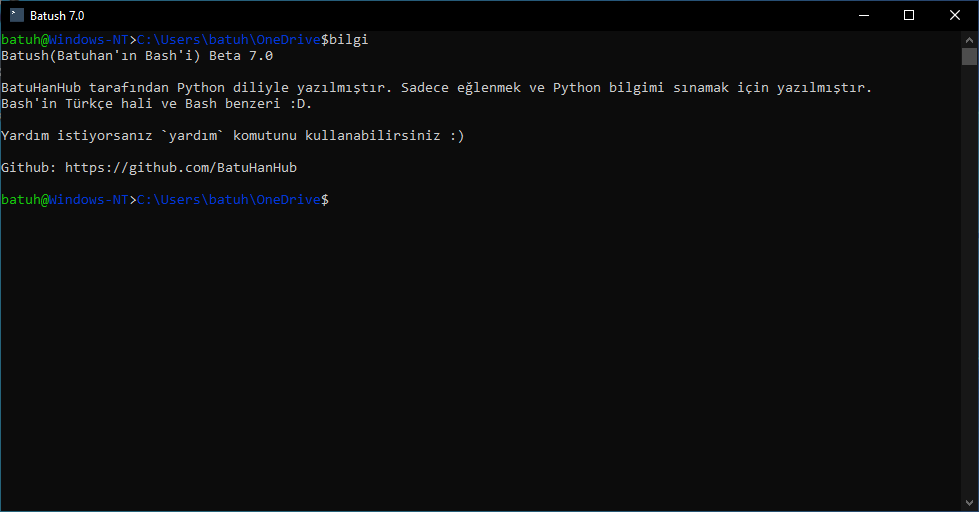 Batush 7.0
batuh@Windows-NT>C:\Users\batuh\OneDrive$bilgi
Batush(Batuhan'ın Bash'i) Beta 7.0
BatuHanHub tarafından Python diliyle yazılmıştır. Sadece eğlenmek ve Python bilgimi sınamak için yazılmıştır.
Bash'in Türkçe hali ve Bash benzeri :D.
Yardım istiyorsanız `yardım` komutunu kullanabilirsiniz :)
Github: https://github.com/BatuHanHub
batuh@Windows-NT>C:\Users\batuh\OneDrive$